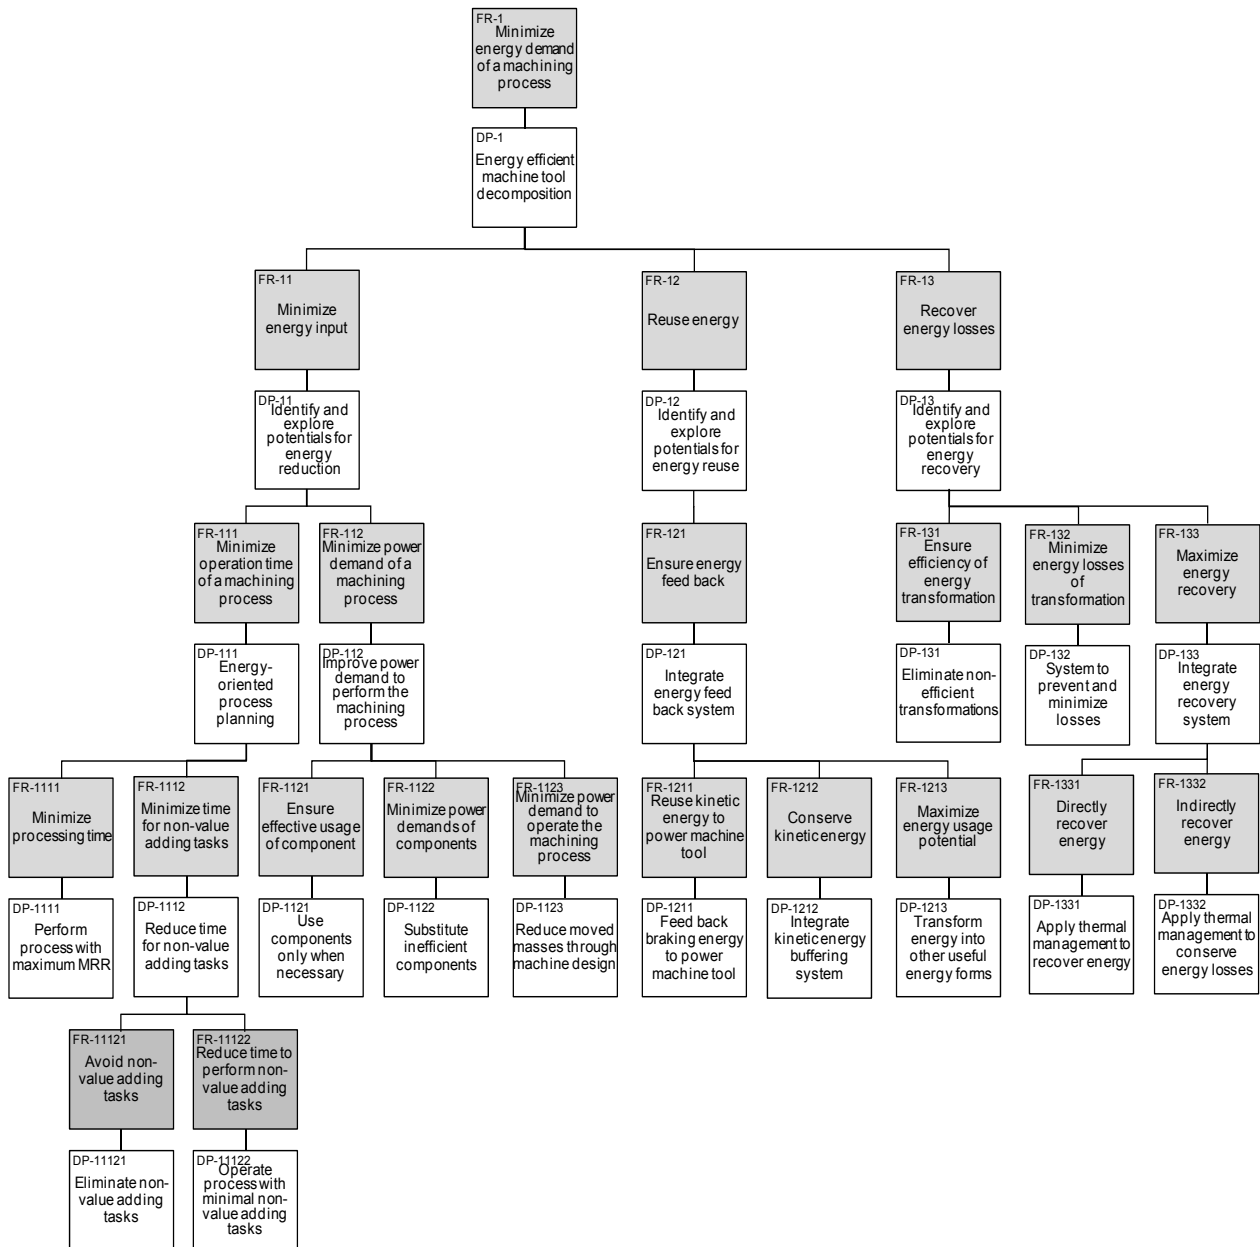 FR-1
Minimize
energy demand
of a machining
process
DP-1
Energy efficient
machine tool
decomposition
FR-11
Minimize
energy input
FR-12
Reuse energy
FR-13
Recover
energy losses
DP-11
Identify and
explore
potentials for
energy
reduction
DP-12
Identify and
explore
potentials for
energy reuse
DP-13
Identify and
explore
potentials for
energy
recovery
FR-111
Minimize
operation time
of a machining
process
FR-112
Minimize power
demand of a
machining
process
FR-121
Ensure energy
feed back
FR-131
Ensure
efficiency of
energy
transformation
FR-132
Minimize
energy losses
of
transformation
FR-133
Maximize
energy
recovery
DP-111
Energy-
oriented
process
planning
DP-112
Improve power
demand to
perform the
machining
process
DP-121
Integrate
energy feed
back system
DP-131
Eliminate non-
efficient
transformations
DP-132
System to
prevent and
minimize
losses
DP-133
Integrate
energy
recovery
system
FR-1111
Minimize
processing time
FR-1112
Minimize time
for non-value
adding tasks
FR-1121
Ensure
effective usage
of component
FR-1122
Minimize power
demands of
components
FR-1123
Minimize power
demand to
operate the
machining
process
FR-1211
Reuse kinetic
energy to
power machine
tool
FR-1212
Conserve
kinetic energy
FR-1213
Maximize
energy usage
potential
FR-1331
Directly
recover
energy
FR-1332
Indirectly
recover
energy
DP-1111
Perform
process with
maximum MRR
DP-1112
Reduce time
for non-value
adding tasks
DP-1121
Use
components
only when
necessary
DP-1122
Substitute
inefficient
components
DP-1123
Reduce moved
masses through
machine design
DP-1211
Feed back
braking energy
to power
machine tool
DP-1212
Integrate
kinetic energy
buffering
system
DP-1213
Transform
energy into
other useful
energy forms
DP-1331
Apply thermal
management to
recover energy
DP-1332
Apply thermal
management to
conserve
energy losses
FR-11121
Avoid non-
value adding
tasks
FR-11122
Reduce time to
perform non-
value adding
tasks
DP-11121
Eliminate non-
value adding
tasks
DP-11122
Operate
process with
minimal non-
value adding
tasks